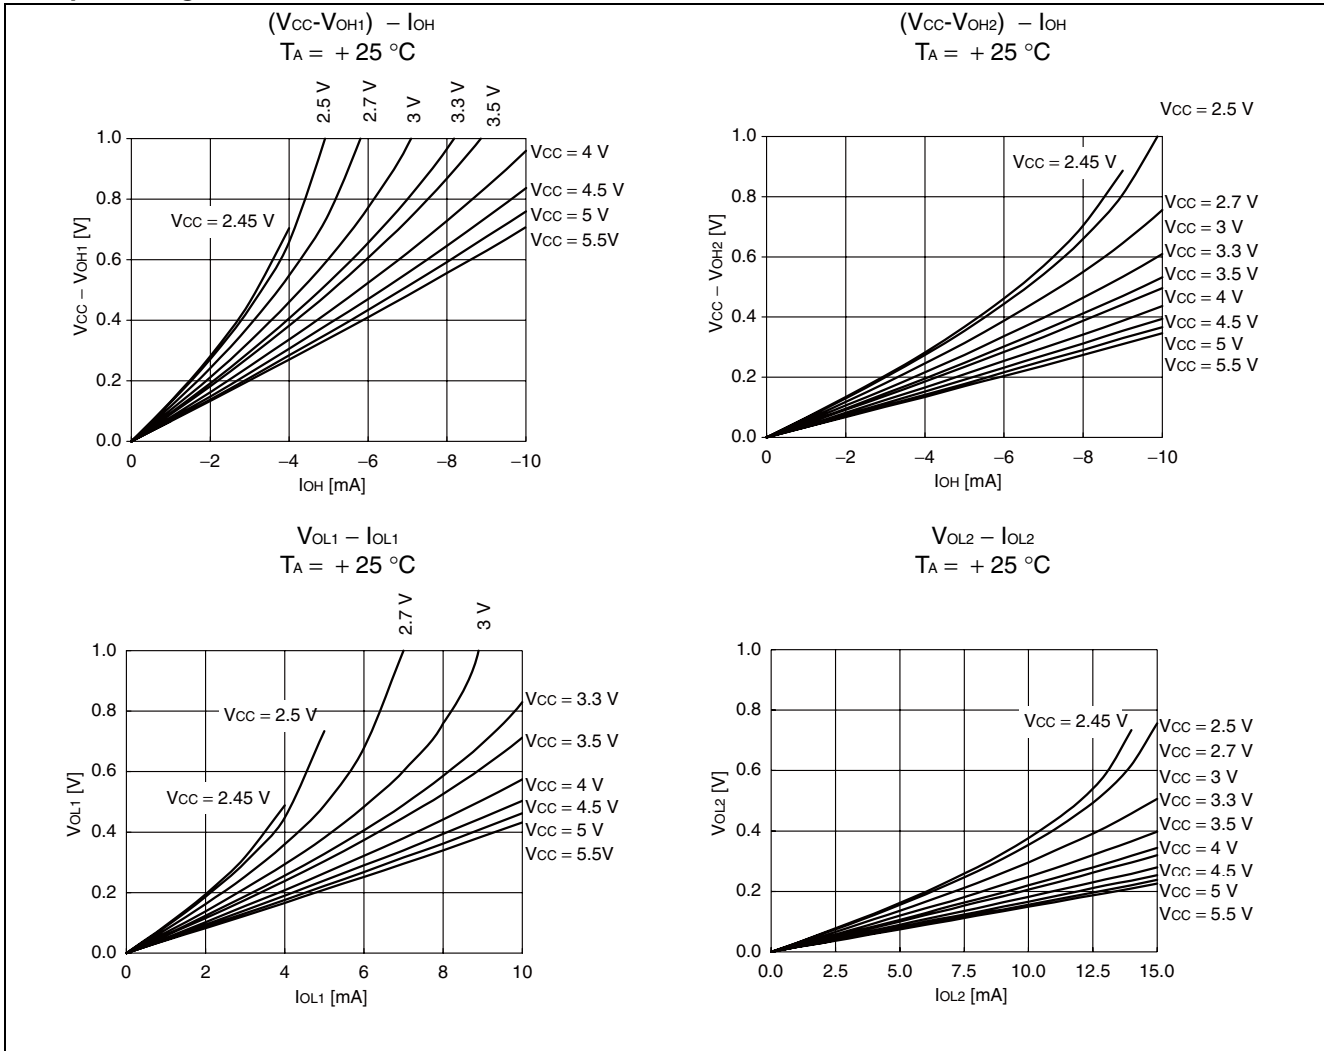 (VCC-VOH1) – IOH
TA = + 25 °C
2.5 V
2.7 V
3 V
3.3 V
3.5 V
1.0
0.8
0.6
0.4
0.2
0.0
VCC – VOH1 [V]
VCC = 2.45 V
VCC = 4 V
VCC = 4.5 V
VCC = 5 V
VCC = 5.5V
0
–2
–4
–6
–8
–10
IOH [mA]
(VCC-VOH2) – IOH
TA = + 25 °C
VCC = 2.5 V
1.0
0.8
0.6
0.4
0.2
0.0
VCC – VOH2 [V]
VCC = 2.45 V
VCC = 2.7 V
VCC = 3 V
VCC = 3.3 V
VCC = 3.5 V
VCC = 4 V
VCC = 4.5 V
VCC = 5 V
VCC = 5.5 V
0
–2
–4
–6
–8
–10
IOH [mA]
VOL1 – IOL1
TA = + 25 °C
2.7 V
3 V
1.0
0.8
0.6
0.4
0.2
0.0
VOL1 [V]
VCC = 2.5 V
VCC = 2.45 V
VCC = 3.3 V
VCC = 3.5 V
VCC = 4 V
VCC = 4.5 V
VCC = 5 V
VCC = 5.5V
0
2
4
6
8
10
IOL1 [mA]
VOL2 – IOL2
TA = + 25 °C
1.0
0.8
0.6
0.4
0.2
0.0
VOL2 [V]
VCC = 2.45 V
VCC = 2.5 V
VCC = 2.7 V
VCC = 3 V
VCC = 3.3 V
VCC = 3.5 V
VCC = 4 V
VCC = 4.5 V
VCC = 5 V
VCC = 5.5 V
0.0
2.5
5.0
7.5
10.0
12.5
15.0
IOL2 [mA]